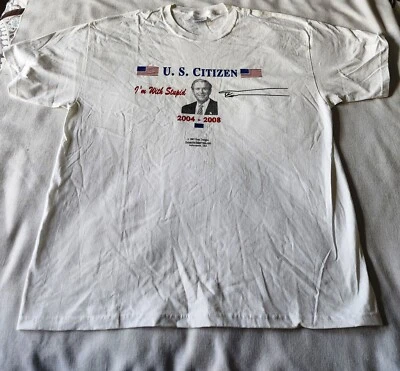 U. S. CITIZEN
I'm With Stupid
2004 - 2008